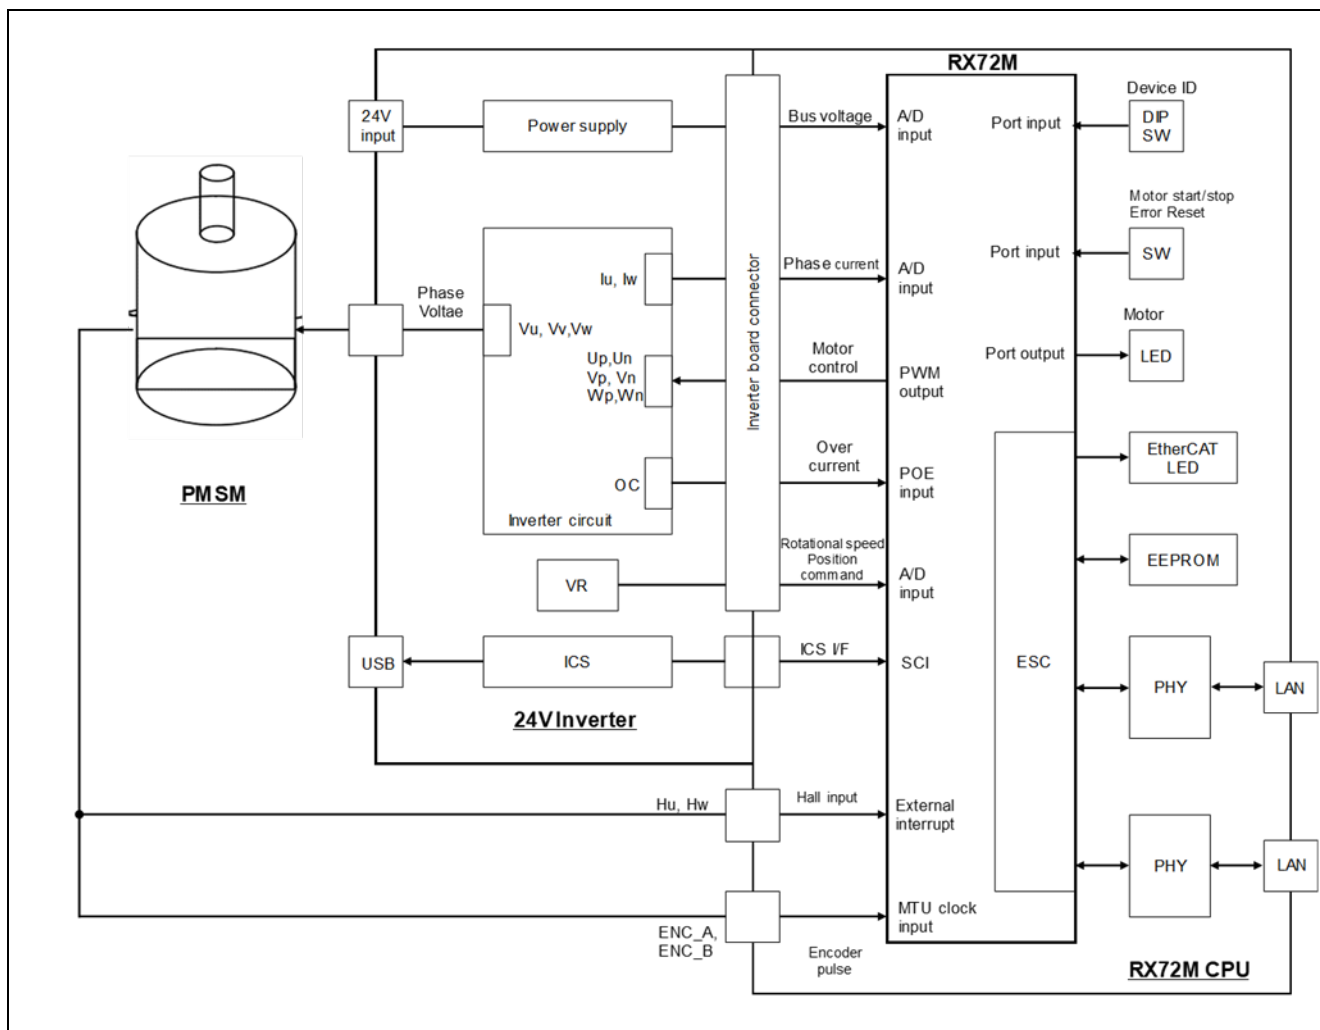 RX72M
Device ID
24V
input
Power supply
Bus voltage
A/D
input
Port input
DIP
SW
Motor start/stop
Error Reset
Iu, Iw
Phase current
A/D
input
Port input
SW
Phase
Voltae
Vu, Vv,Vw
Inverter board connector
Motor
Port output
LED
Up,Un
Vp, Vn
Wp,Wn
Motor
control
PWM
output
EtherCAT
LED
PMSM
OC
Over
current
POE
input
Inverter circuit
Rotational speed
Position
command
VR
A/D
input
EEPROM
USB
ICS
ICS I/F
SCI
ESC
PHY
LAN
24V Inverter
Hu, Hw
Hall input
External
interrupt
PHY
LAN
ENC_A,
ENC_B
MTU clock
input
Encoder
pulse
RX72M CPU